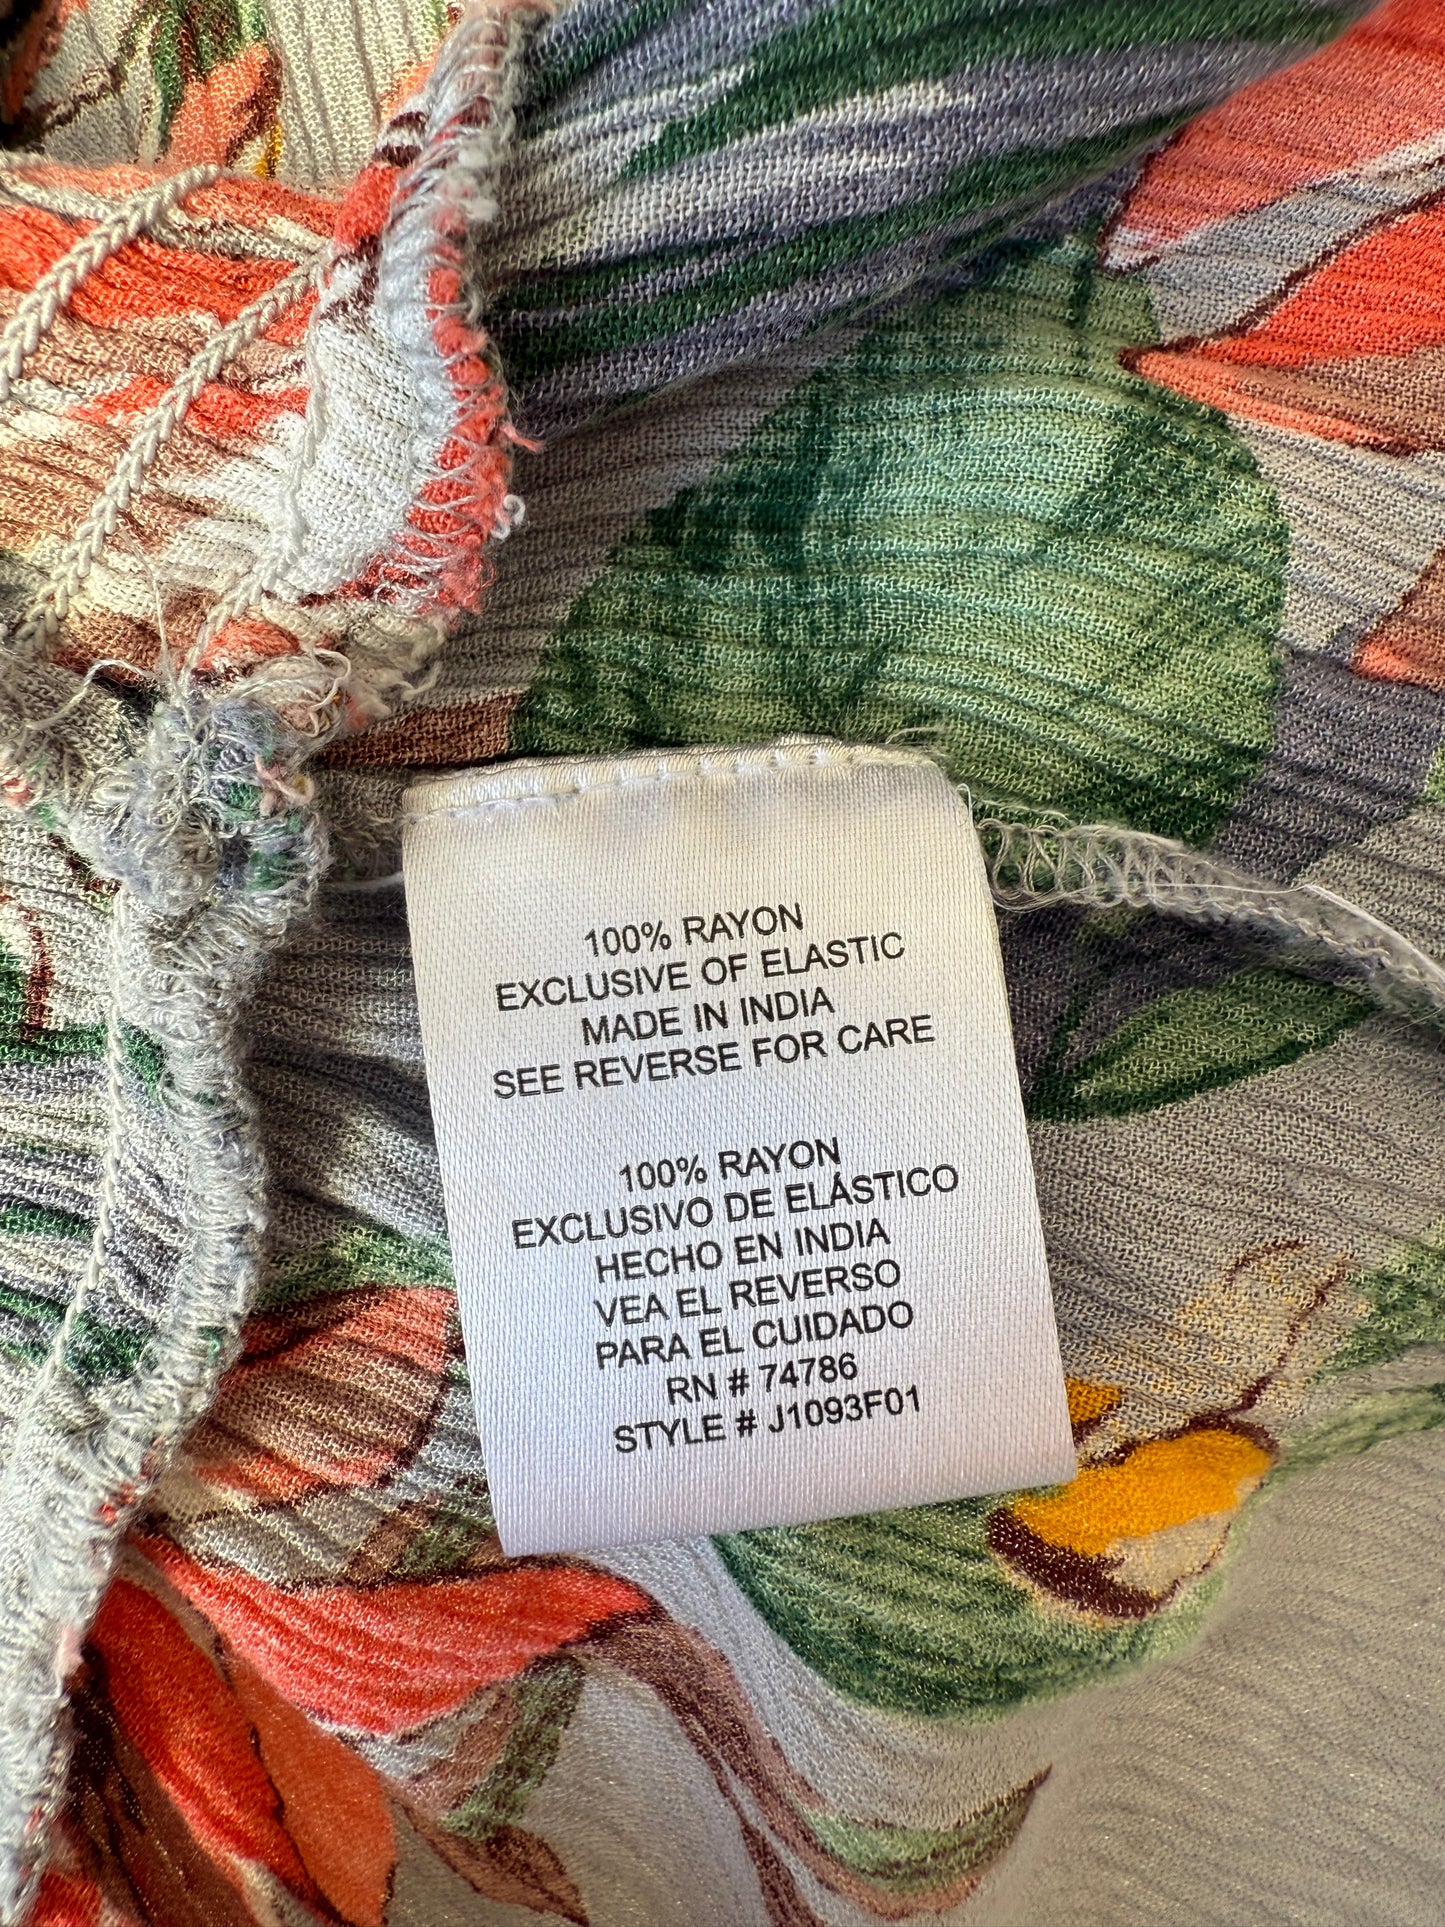 100% RAYON
EXCLUSIVE OF ELASTIC
MADE IN INDIA
SEE REVERSE FOR CARE
100% RAYON
EXCLUSIVO DE ELÁSTICO
HECHO EN INDIA
VEA EL REVERSO
PARA EL CUIDADO
RN # 74786
STYLE # J1093F01